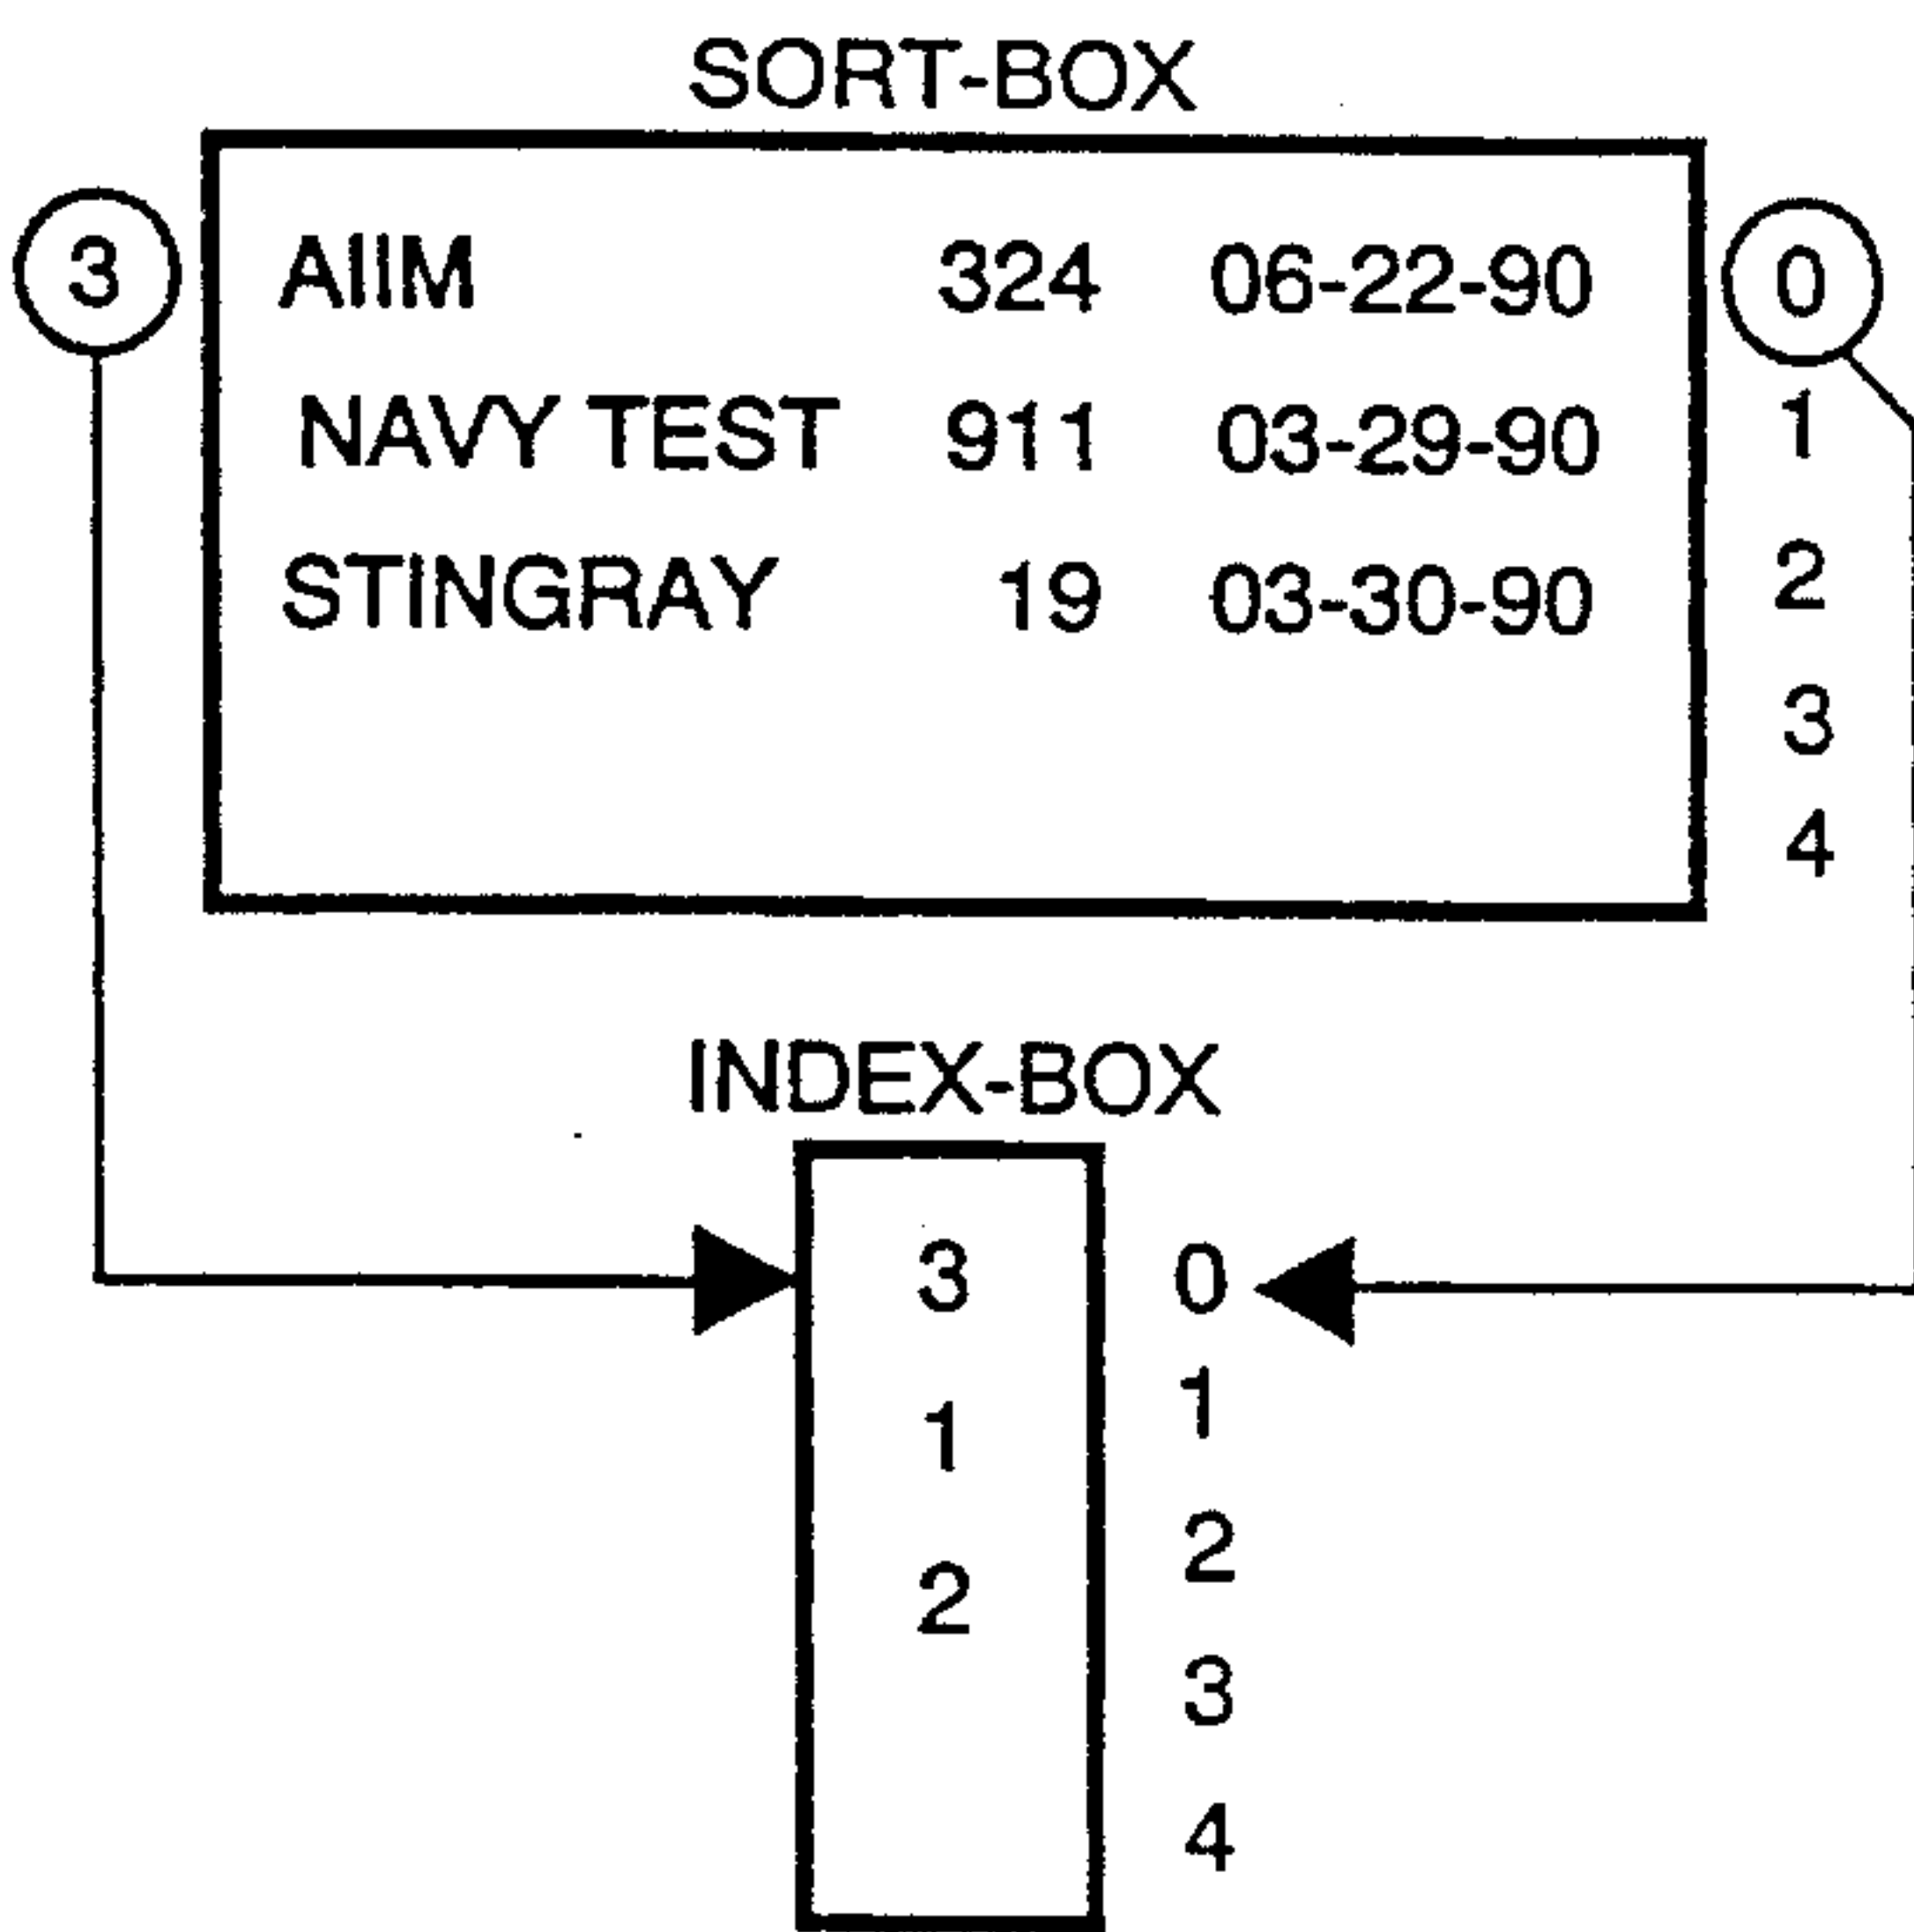 SORT-BOX
3 AIIM 324 06-22-90 0
NAVY TEST 911 03-29-90 1
STINGRAY 19 03-30-90 2
3
4
INDEX-BOX
3 0
1 1
2 2
3
4